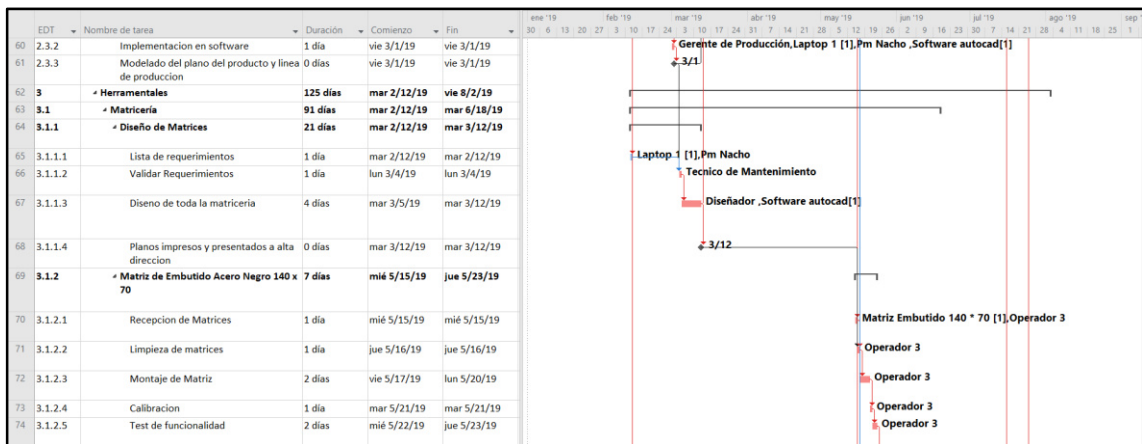 ene '19 feb '19 mar '19 abr '19 may '19 jun '19 jul '19 ago '19 sep '
EDT Nombre de tarea Duración Comienzo Fin 30 6 13 20 27 3 10 17 24 3 10 17 24 31 7 14 21 28 5 12 19 26 2 9 16 23 30 7 14 21 28 4 11 18 25 1
60 2.3.2 Implementacion en software 1 día vie 3/1/19 vie 3/1/19 Gerente de Producción,Laptop 1 [1],Pm Nacho ,Software autocad[1]
61 2.3.3 Modelado del plano del producto y linea 0 días vie 3/1/19 vie 3/1/19 3/1
de produccion
62 3 Herramentales 125 días mar 2/12/19 vie 8/2/19
63 3.1 Matricería 91 días mar 2/12/19 mar 6/18/19
64 3.1.1 Diseño de Matrices 21 días mar 2/12/19 mar 3/12/19
65 3.1.1.1 Lista de requerimientos 1 día mar 2/12/19 mar 2/12/19 Laptop 1 [1],Pm Nacho
66 3.1.1.2 Validar Requerimientos 1 día lun 3/4/19 lun 3/4/19 Tecnico de Mantenimiento
67 3.1.1.3 Diseno de toda la matriceria 4 días mar 3/5/19 mar 3/12/19 Diseñador ,Software autocad[1]
68 3.1.1.4 Planos impresos y presentados a alta 0 días mar 3/12/19 mar 3/12/19 3/12
direccion
69 3.1.2 Matriz de Embutido Acero Negro 140 x 7 días mié 5/15/19 jue 5/23/19
70
70 3.1.2.1 Recepcion de Matrices 1 día mié 5/15/19 mié 5/15/19 Matriz Embutido 140 * 70 [1],Operador 3
71 3.1.2.2 Limpieza de matrices 1 día jue 5/16/19 jue 5/16/19 Operador 3
72 3.1.2.3 Montaje de Matriz 2 días vie 5/17/19 lun 5/20/19 Operador 3
73 3.1.2.4 Calibracion 1 día mar 5/21/19 mar 5/21/19 Operador 3
74 3.1.2.5 Test de funcionalidad 2 días mié 5/22/19 jue 5/23/19 Operador 3